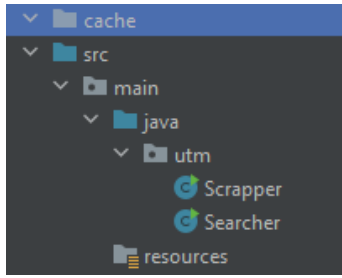 cache
src
main
java
utm
Scrapper
Searcher
resources